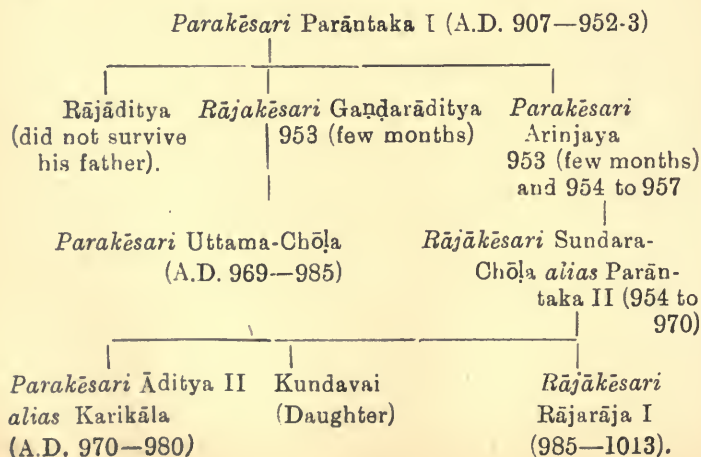 Parakēsari Parāntaka I (A.D. 907—952-3)
Rājāditya
(did not survive
his father).
Rājakēsari Gaṇḍarāditya
953 (few months)
Parakēsari
Arinjaya
953 (few months)
and 954 to 957
Parakēsari Uttama-Chōḷa
(A.D. 969—985)
Rājākēsari Sundara-
Chōḷa alias Parān-
taka II (954 to
970)
Parakēsari Āditya II
alias Karikāla
(A.D. 970—980)
Kundavai
(Daughter)
Rājākēsari
Rājarāja I
(985—1013).